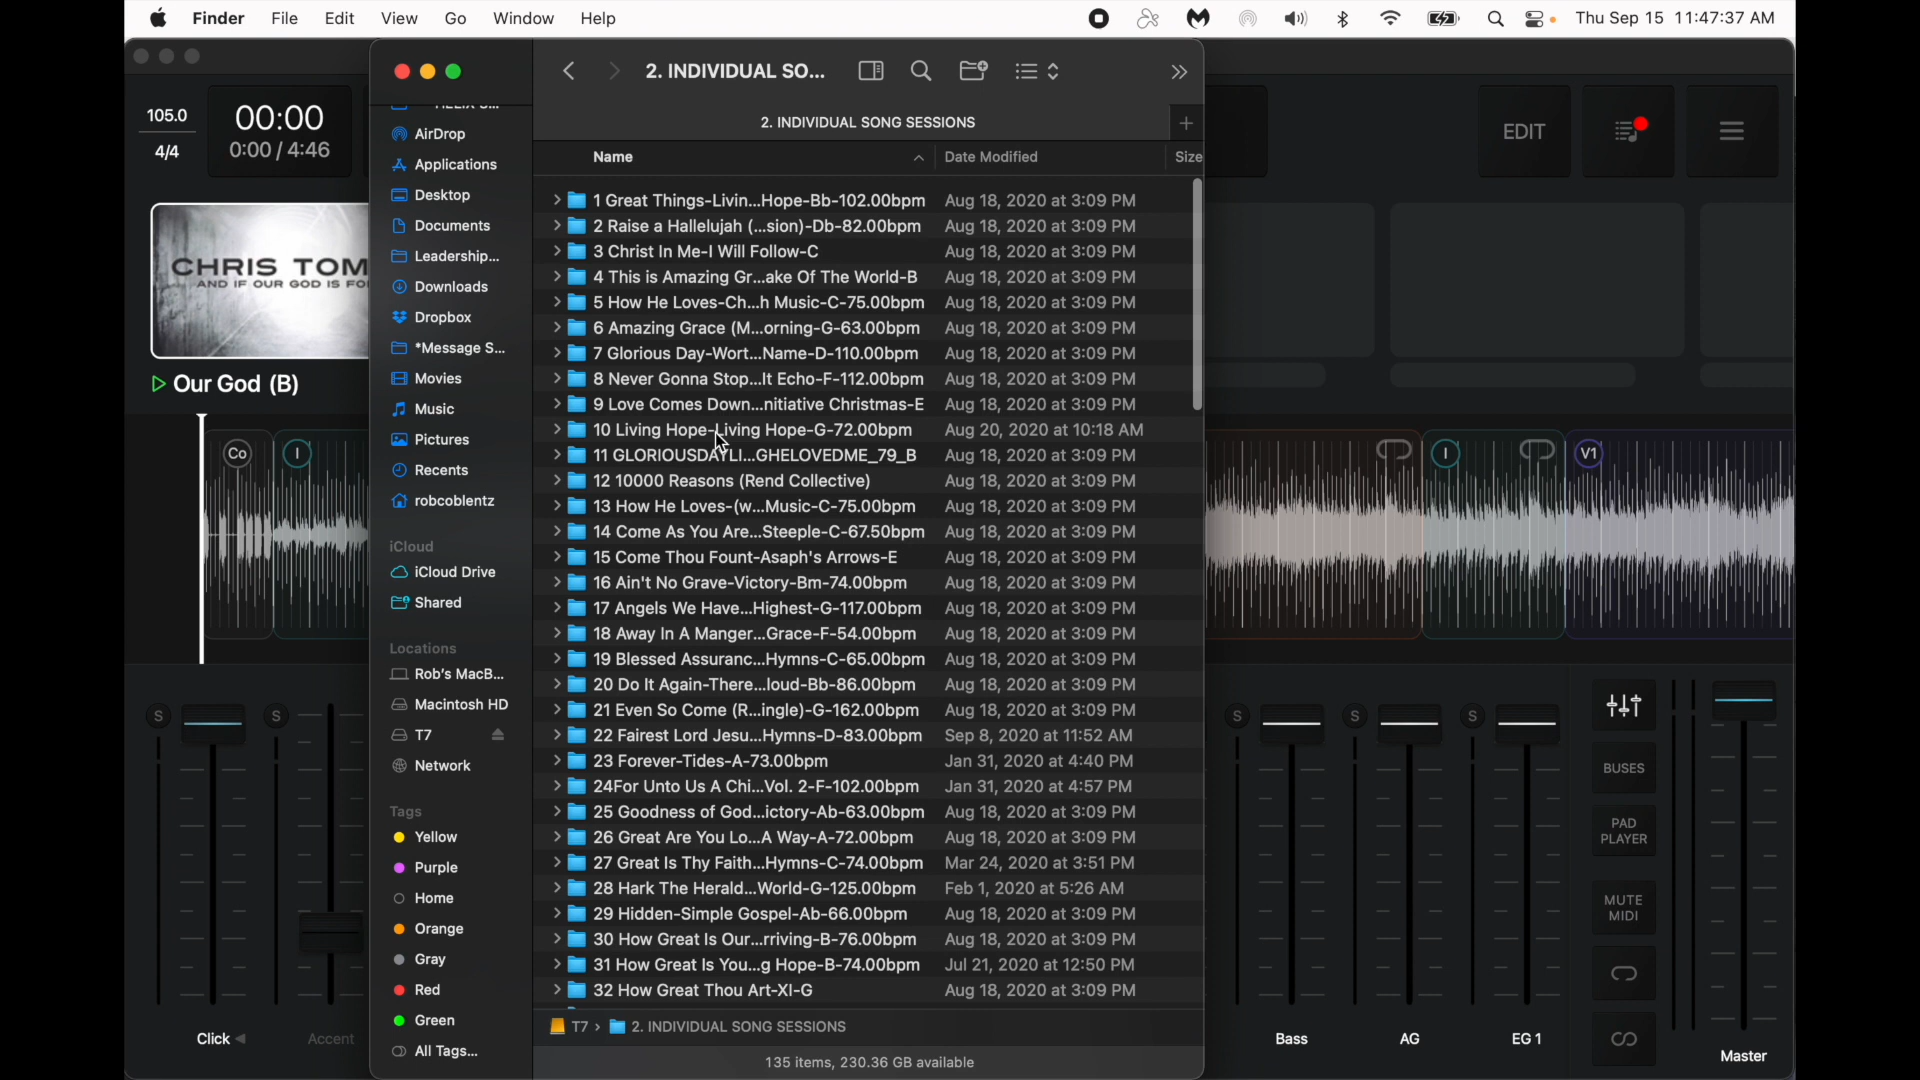 Finder File Edit View Go Window Help
Thu Sep 15 11:47:37 AM
105.0
4/4
00:00
0:00 / 4:46
CHRIS TOM
AND IF OUR GOD IS FO
Our God (B)
Co
I
S
S
Click
Accent
AirDrop
Applications
Desktop
Documents
Leadership...
Downloads
Dropbox
*Message S...
Movies
Music
Pictures
Recents
robcoblentz
iCloud
iCloud Drive
Shared
Locations
Rob's MacB...
Macintosh HD
T7
Network
Tags
Yellow
Purple
Home
Orange
Gray
Red
Green
All Tags...
2. INDIVIDUAL SO...
2. INDIVIDUAL SONG SESSIONS
Name Date Modified Size
1 Great Things-Livin...Hope-Bb-102.00bpm Aug 18, 2020 at 3:09 PM
2 Raise a Hallelujah (...sion)-Db-82.00bpm Aug 18, 2020 at 3:09 PM
3 Christ In Me-I Will Follow-C Aug 18, 2020 at 3:09 PM
4 This is Amazing Gr...ake Of The World-B Aug 18, 2020 at 3:09 PM
5 How He Loves-Ch...h Music-C-75.00bpm Aug 18, 2020 at 3:09 PM
6 Amazing Grace (M...orning-G-63.00bpm Aug 18, 2020 at 3:09 PM
7 Glorious Day-Wort...Name-D-110.00bpm Aug 18, 2020 at 3:09 PM
8 Never Gonna Stop...It Echo-F-112.00bpm Aug 18, 2020 at 3:09 PM
9 Love Comes Down...nitiative Christmas-E Aug 18, 2020 at 3:09 PM
10 Living Hope-Living Hope-G-72.00bpm Aug 20, 2020 at 10:18 AM
11 GLORIOUSDAYLI...GHELOVEDME_79_B Aug 18, 2020 at 3:09 PM
12 10000 Reasons (Rend Collective) Aug 18, 2020 at 3:09 PM
13 How He Loves-(w...Music-C-75.00bpm Aug 18, 2020 at 3:09 PM
14 Come As You Are...Steeple-C-67.50bpm Aug 18, 2020 at 3:09 PM
15 Come Thou Fount-Asaph's Arrows-E Aug 18, 2020 at 3:09 PM
16 Ain't No Grave-Victory-Bm-74.00bpm Aug 18, 2020 at 3:09 PM
17 Angels We Have...Highest-G-117.00bpm Aug 18, 2020 at 3:09 PM
18 Away In A Manger...Grace-F-54.00bpm Aug 18, 2020 at 3:09 PM
19 Blessed Assuranc...Hymns-C-65.00bpm Aug 18, 2020 at 3:09 PM
20 Do It Again-There...loud-Bb-86.00bpm Aug 18, 2020 at 3:09 PM
21 Even So Come (R...ingle)-G-162.00bpm Aug 18, 2020 at 3:09 PM
22 Fairest Lord Jesu...Hymns-D-83.00bpm Sep 8, 2020 at 11:52 AM
23 Forever-Tides-A-73.00bpm Jan 31, 2020 at 4:40 PM
24For Unto Us A Chi...Vol. 2-F-102.00bpm Jan 31, 2020 at 4:57 PM
25 Goodness of God...ictory-Ab-63.00bpm Aug 18, 2020 at 3:09 PM
26 Great Are You Lo...A Way-A-72.00bpm Aug 18, 2020 at 3:09 PM
27 Great Is Thy Faith...Hymns-C-74.00bpm Mar 24, 2020 at 3:51 PM
28 Hark The Herald...World-G-125.00bpm Feb 1, 2020 at 5:26 AM
29 Hidden-Simple Gospel-Ab-66.00bpm Aug 18, 2020 at 3:09 PM
30 How Great Is Our...rriving-B-76.00bpm Aug 18, 2020 at 3:09 PM
31 How Great Is You...g Hope-B-74.00bpm Jul 21, 2020 at 12:50 PM
32 How Great Thou Art-XI-G Aug 18, 2020 at 3:09 PM
T7 › 2. INDIVIDUAL SONG SESSIONS
135 items, 230.36 GB available
EDIT
I
V1
S
S
S
Bass
AG
EG 1
BUSES
PAD
PLAYER
MUTE
MIDI
Master